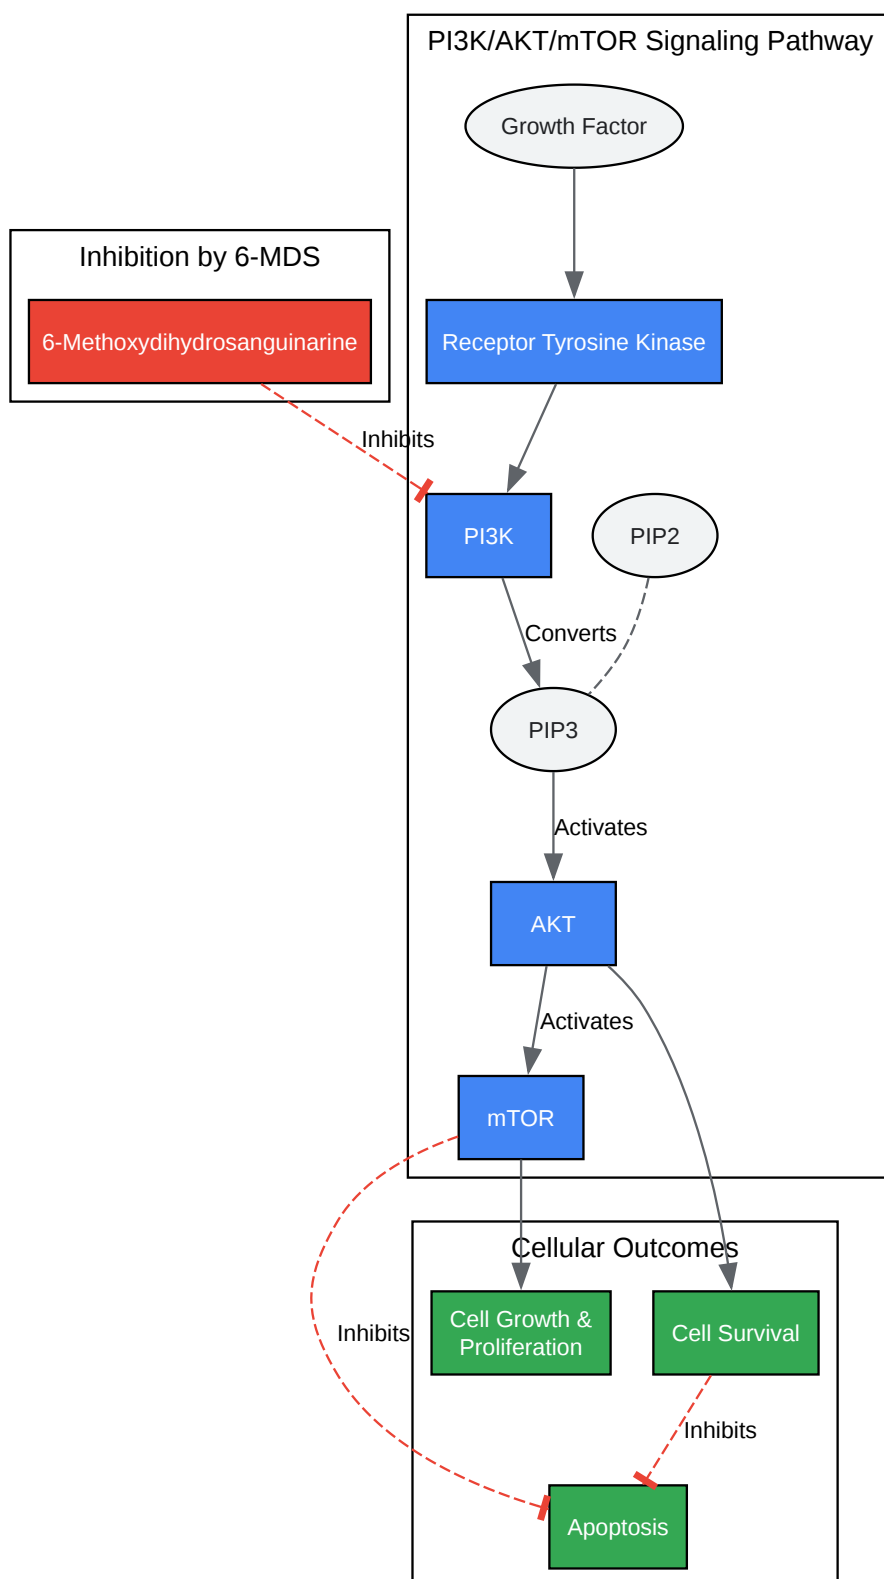 PI3K/AKT/mTOR Signaling Pathway
Growth Factor
Inhibition by 6-MDS
6-Methoxydihydrosanguinarine
Receptor Tyrosine Kinase
Inhibits
PI3K
PIP2
Converts
PIP3
Activates
AKT
Activates
mTOR
Cellular Outcomes
Cell Growth &
Proliferation
Cell Survival
Inhibits
Inhibits
Apoptosis